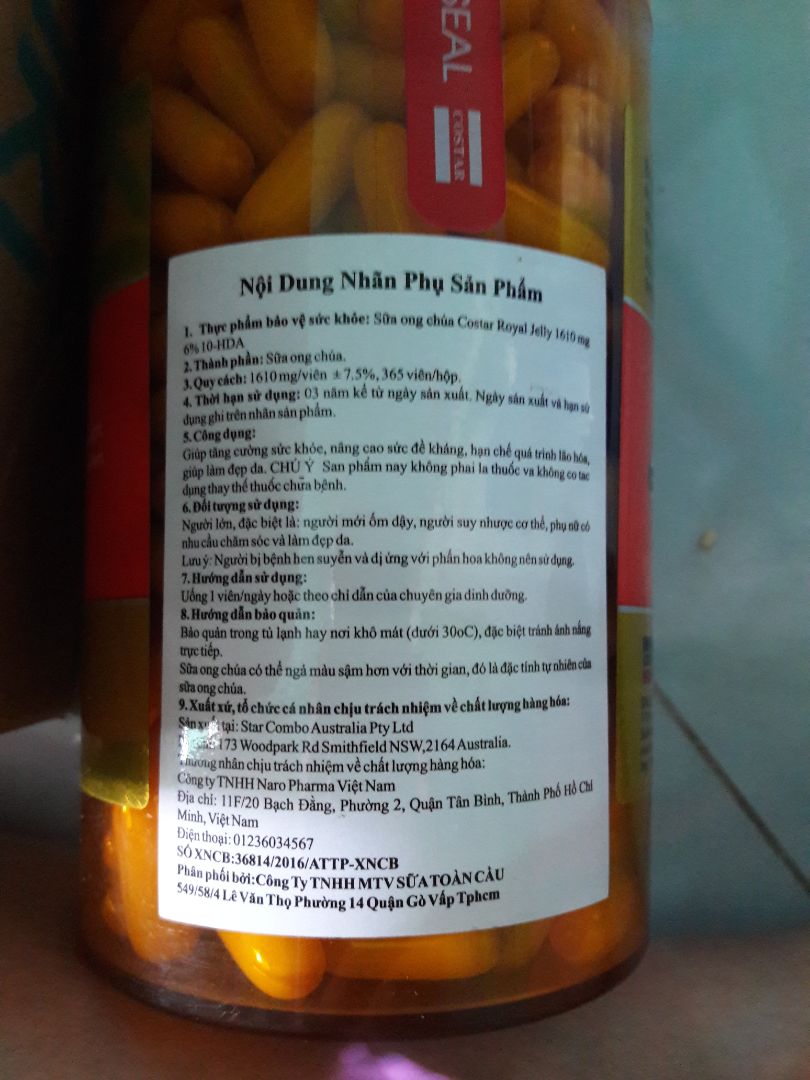 SEAL
COSTAR
Nội Dung Nhãn Phụ Sản Phẩm
1. Thực phẩm bảo vệ sức khỏe: Sữa ong chúa Costar Royal Jelly 1610 mg
6% 10-HDA
2. Thành phần: Sữa ong chúa.
3. Quy cách: 1610 mg/viên ± 7.5%, 365 viên/hộp.
4. Thời hạn sử dụng: 03 năm kể từ ngày sản xuất. Ngày sản xuất và hạn sử
dụng ghi trên nhãn sản phẩm.
5. Công dụng:
Giúp tăng cường sức khỏe, nâng cao sức đề kháng, hạn chế quá trình lão hóa,
giúp làm đẹp da. CHÚ Ý San phẩm nay không phai la thuốc va không co tac
dụng thay thế thuốc chữa bệnh.
6. Đối tượng sử dụng:
Người lớn, đặc biệt là: người mới ốm dậy, người suy nhược cơ thể, phụ nữ có
nhu cầu chăm sóc và làm đẹp da.
Lưu ý: Người bị bệnh hen suyễn và dị ứng với phấn hoa không nên sử dụng.
7. Hướng dẫn sử dụng:
Uống 1 viên/ngày hoặc theo chỉ dẫn của chuyên gia dinh dưỡng.
8. Hướng dẫn bảo quản:
Bảo quản trong tủ lạnh hay nơi khô mát (dưới 30oC), đặc biệt tránh ánh nắng
trực tiếp.
Sữa ong chúa có thể ngả màu sậm hơn với thời gian, đó là đặc tính tự nhiên của
sữa ong chúa.
9. Xuất xứ, tổ chức cá nhân chịu trách nhiệm về chất lượng hàng hóa:
Sản xuất tại: Star Combo Australia Pty Ltd
173 Woodpark Rd Smithfield NSW, 2164 Australia.
Thương nhân chịu trách nhiệm về chất lượng hàng hóa:
Công ty TNHH Naro Pharma Việt Nam
Địa chỉ: 11F/20 Bạch Đằng, Phường 2, Quận Tân Bình, Thành Phố Hồ Chí
Minh, Việt Nam
Điện thoại: 01236034567
SỐ XNCB:36814/2016/ATTP-XNCB
Phân phối bởi:Công Ty TNHH MTV SỮA TOÀN CẦU
549/58/4 Lê Văn Thọ Phường 14 Quận Gò Vấp Tphcm